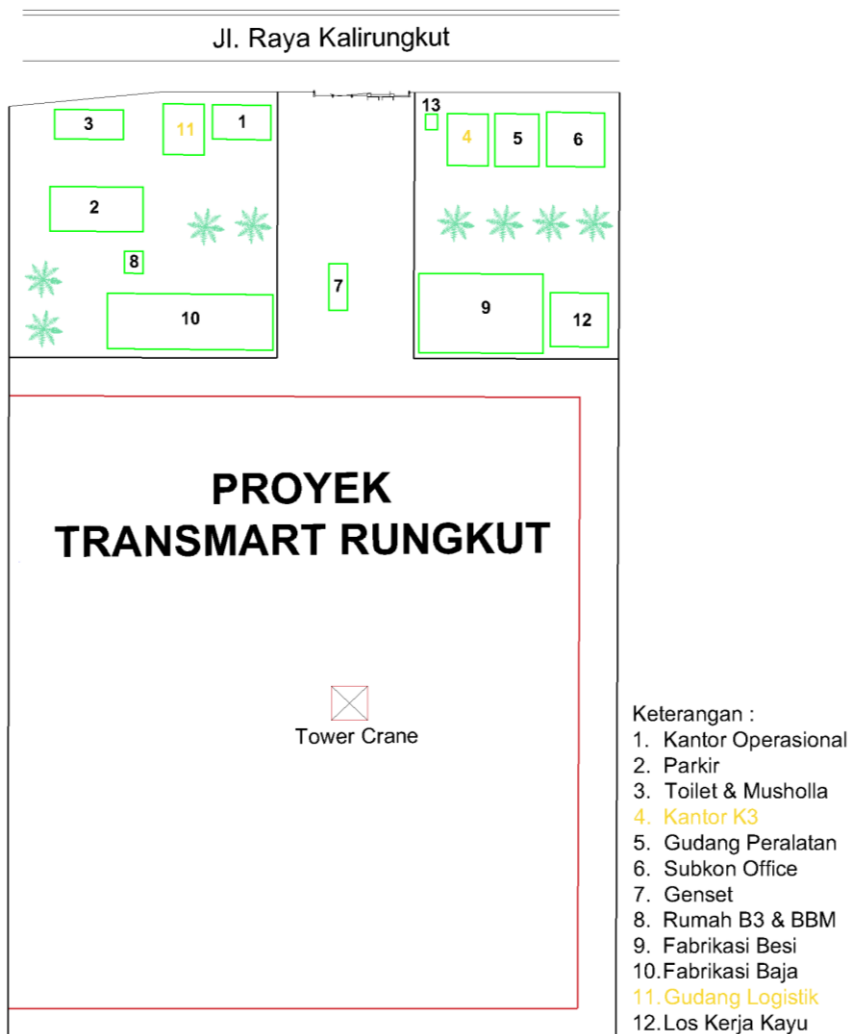 Jl. Raya Kalirungkut
13
3
11
1
4
5
6
2
8
7
10
9
12
PROYEK
TRANSMART RUNGKUT
Tower Crane
Keterangan :
1. Kantor Operasional
2. Parkir
3. Toilet & Musholla
4. Kantor K3
5. Gudang Peralatan
6. Subkon Office
7. Genset
8. Rumah B3 & BBM
9. Fabrikasi Besi
10.Fabrikasi Baja
11.Gudang Logistik
12.Los Kerja Kayu